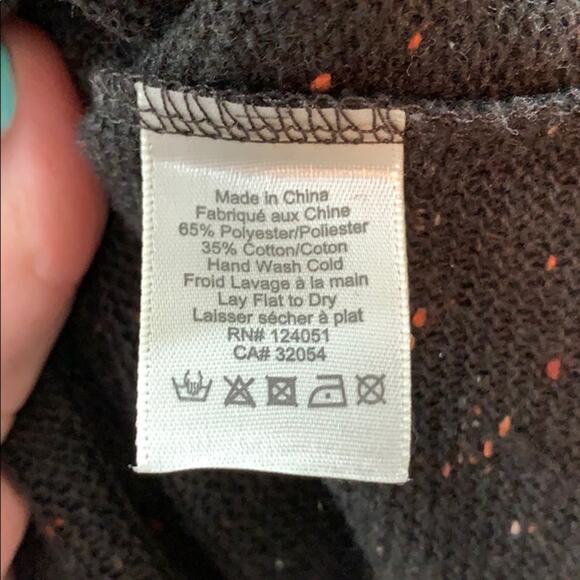 Made in China
Fabriqué aux Chine
65% Polyester/Poliester
35% Cotton/Coton
Hand Wash Cold
Froid Lavage à la main
Lay Flat to Dry
Laisser sécher à plat
RN# 124051
CA# 32054